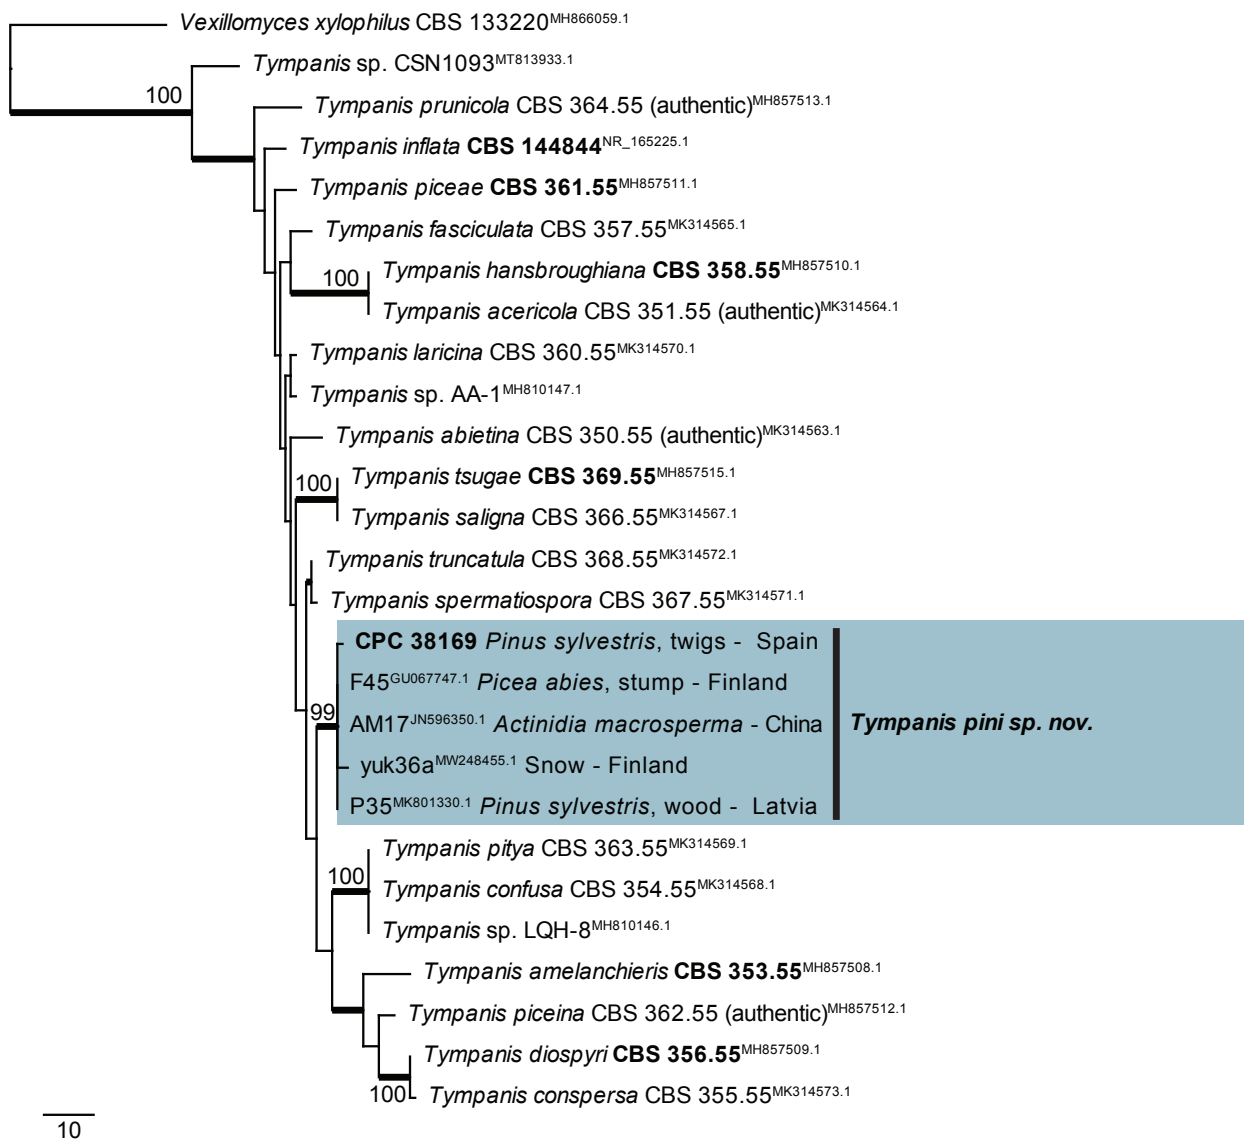 Vexillomyces xylophilus CBS 133220MH866059.1
Tympanis sp. CSN1093MT813933.1
100
Tympanis prunicola CBS 364.55 (authentic)MH857513.1
Tympanis inflata CBS 144844NR_165225.1
Tympanis piceae CBS 361.55MH857511.1
Tympanis fasciculata CBS 357.55MK314565.1
Tympanis hansbroughiana CBS 358.55MH857510.1
100
Tympanis acericola CBS 351.55 (authentic)MK314564.1
Tympanis laricina CBS 360.55MK314570.1
Tympanis sp. AA-1MH810147.1
Tympanis abietina CBS 350.55 (authentic)MK314563.1
Tympanis tsugae CBS 369.55MH857515.1
100
Tympanis saligna CBS 366.55MK314567.1
Tympanis truncatula CBS 368.55MK314572.1
Tympanis spermatiospora CBS 367.55MK314571.1
CPC 38169 Pinus sylvestris, twigs - Spain
F45GU067747.1 Picea abies, stump - Finland
99
AM17JN596350.1 Actinidia macrosperma - China
Tympanis pini sp. nov.
yuk36aMW248455.1 Snow - Finland
P35MK801330.1 Pinus sylvestris, wood - Latvia
Tympanis pitya CBS 363.55MK314569.1
100
Tympanis confusa CBS 354.55MK314568.1
Tympanis sp. LQH-8MH810146.1
Tympanis amelanchieris CBS 353.55MH857508.1
Tympanis piceina CBS 362.55 (authentic)MH857512.1
Tympanis diospyri CBS 356.55MH857509.1
100
Tympanis conspersa CBS 355.55MK314573.1
10